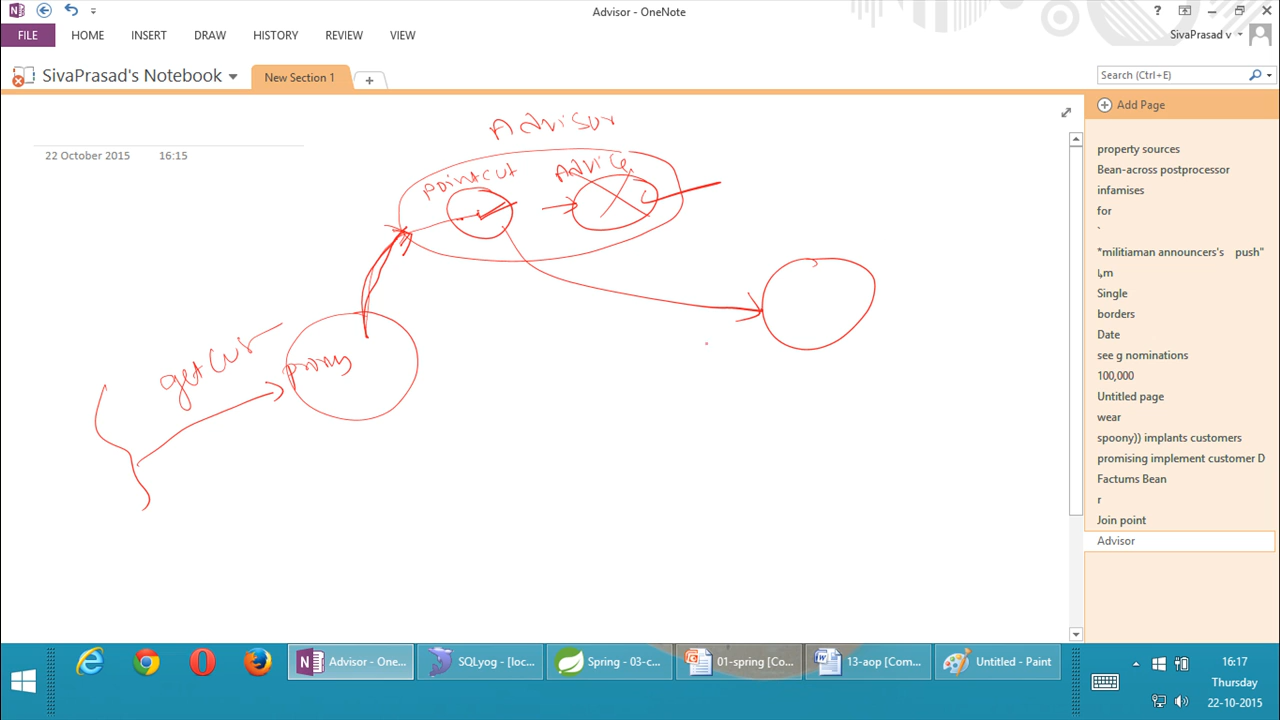 Advisor - OneNote
FILE HOME INSERT DRAW HISTORY REVIEW VIEW
SivaPrasad v
SivaPrasad's Notebook
New Section 1
Search (Ctrl+E)
Add Page
22 October 2015 16:15
Advisor
pointcut Advice
getCur
proxy
property sources
Bean-across postprocessor
infamises
for
`
*militiaman announcers's push"
Single
borders
Date
see g nominations
100,000
Untitled page
wear
spoony)) implants customers
promising implement customer D
Factums Bean
r
Join point
Advisor
Advisor - One...
SQLyog [loc...
Spring - 03-c...
01-spring [Co...
13-aop [Com...
Untitled - Paint
16:17
Thursday
22-10-2015